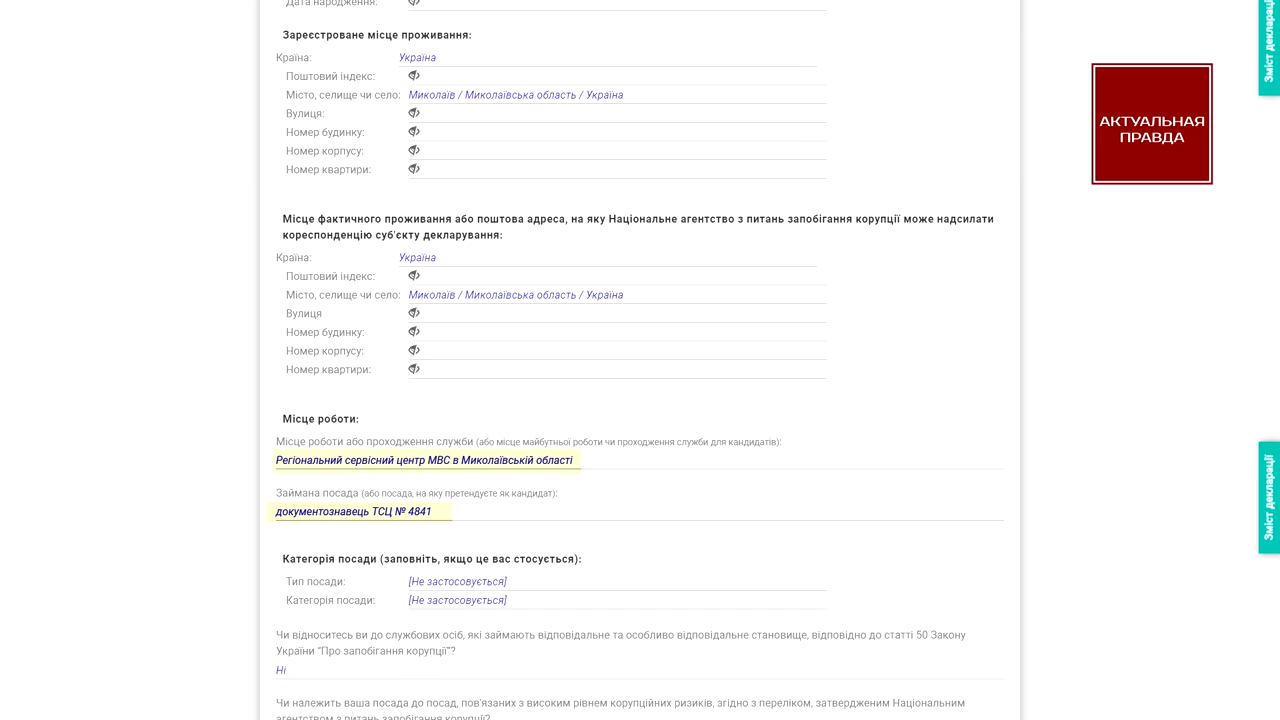 Дата народження:
Зміст декларації
Зареєстроване місце проживання:
Країна: Україна
Поштовий індекс:
Місто, селище чи село: Миколаїв / Миколаївська область / Україна
Вулиця:
Номер будинку:
Номер корпусу:
Номер квартири:
АКТУАЛЬНАЯ
ПРАВДА
Місце фактичного проживання або поштова адреса, на яку Національне агентство з питань запобігання корупції може надсилати
кореспонденцію суб'єкту декларування:
Країна: Україна
Поштовий індекс:
Місто, селище чи село: Миколаїв / Миколаївська область / Україна
Вулиця
Номер будинку:
Номер корпусу:
Номер квартири:
Місце роботи:
Місце роботи або проходження служби (або місце майбутньої роботи чи проходження служби для кандидатів):
Регіональний сервісний центр МВС в Миколаївській області
Займана посада (або посада, на яку претендуєте як кандидат):
документознавець ТСЦ № 4841
Зміст декларації
Категорія посади (заповніть, якщо це вас стосується):
Тип посади: [Не застосовується]
Категорія посади: [Не застосовується]
Чи відноситесь ви до службових осіб, які займають відповідальне та особливо відповідальне становище, відповідно до статті 50 Закону
України “Про запобігання корупції”'?
Ні
Чи належить ваша посада до посад, пов'язаних з високим рівнем корупційних ризиків, згідно з переліком, затвердженим Національним
агентством з питань запобігання корупції?